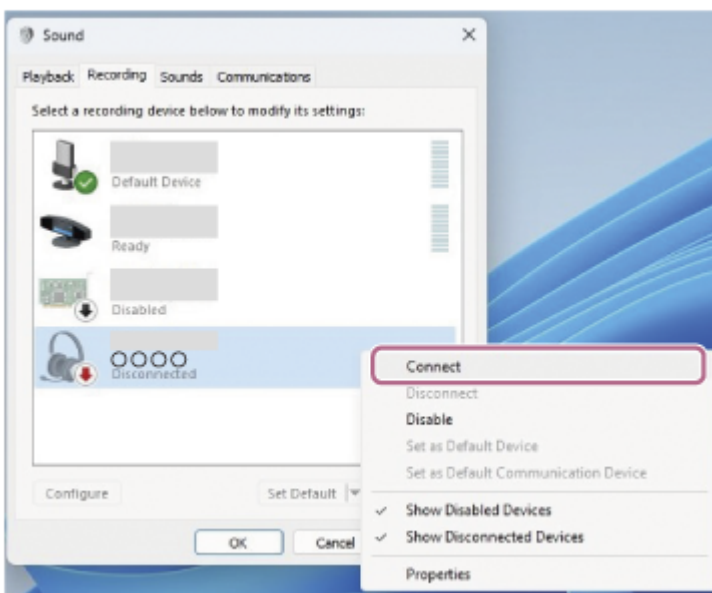 Sound
Playback Recording Sounds Communications
Select a recording device below to modify its settings:
Default Device
Ready
Disabled
○○○○
Disconnected
Connect
Disconnect
Disable
Set as Default Device
Set as Default Communication Device
Configure Set Default
Show Disabled Devices
OK Cancel
Show Disconnected Devices
Properties